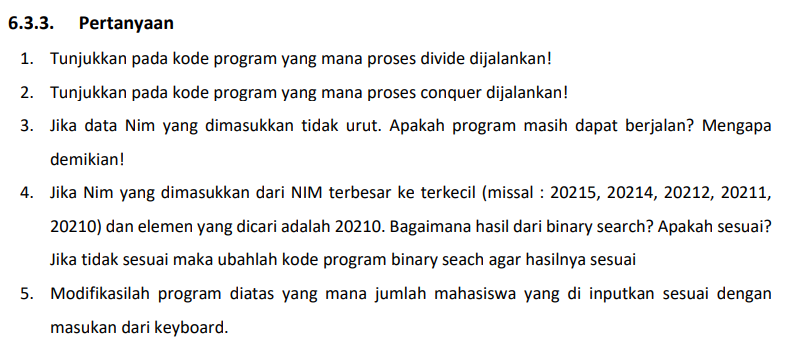 6.3.3. Pertanyaan
1. Tunjukkan pada kode program yang mana proses divide dijalankan!
2. Tunjukkan pada kode program yang mana proses conquer dijalankan!
3. Jika data Nim yang dimasukkan tidak urut. Apakah program masih dapat berjalan? Mengapa
demikian!
4. Jika Nim yang dimasukkan dari NIM terbesar ke terkecil (missal : 20215, 20214, 20212, 20211,
20210) dan elemen yang dicari adalah 20210. Bagaimana hasil dari binary search? Apakah sesuai?
Jika tidak sesuai maka ubahlah kode program binary seach agar hasilnya sesuai
5. Modifikasilah program diatas yang mana jumlah mahasiswa yang di inputkan sesuai dengan
masukan dari keyboard.